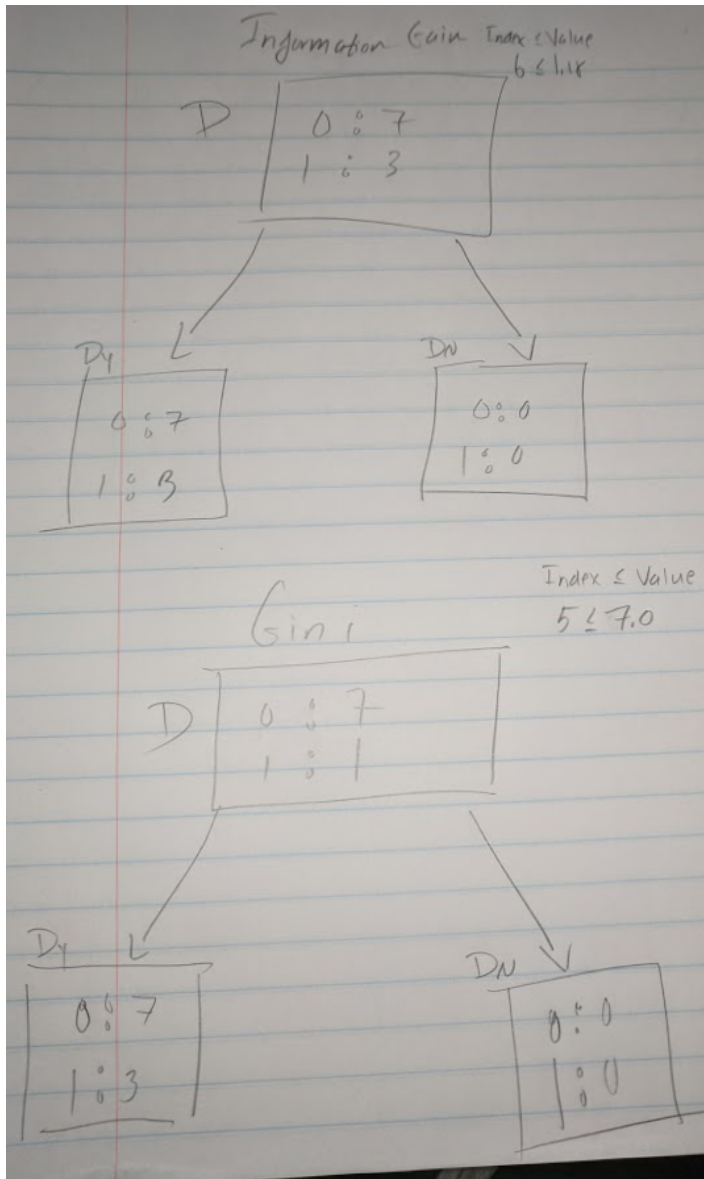 Information Gain Index ≤ Value
6 ≤ 1.18
D
0 : 7
1 : 3
Dy DN
0 : 7 0 : 0
1 : 3 1 : 0
Index ≤ Value
Gini 5 ≤ 7.0
D
0 : 7
1 : 1
Dy DN
0 : 7 0 : 0
1 : 3 1 : 0